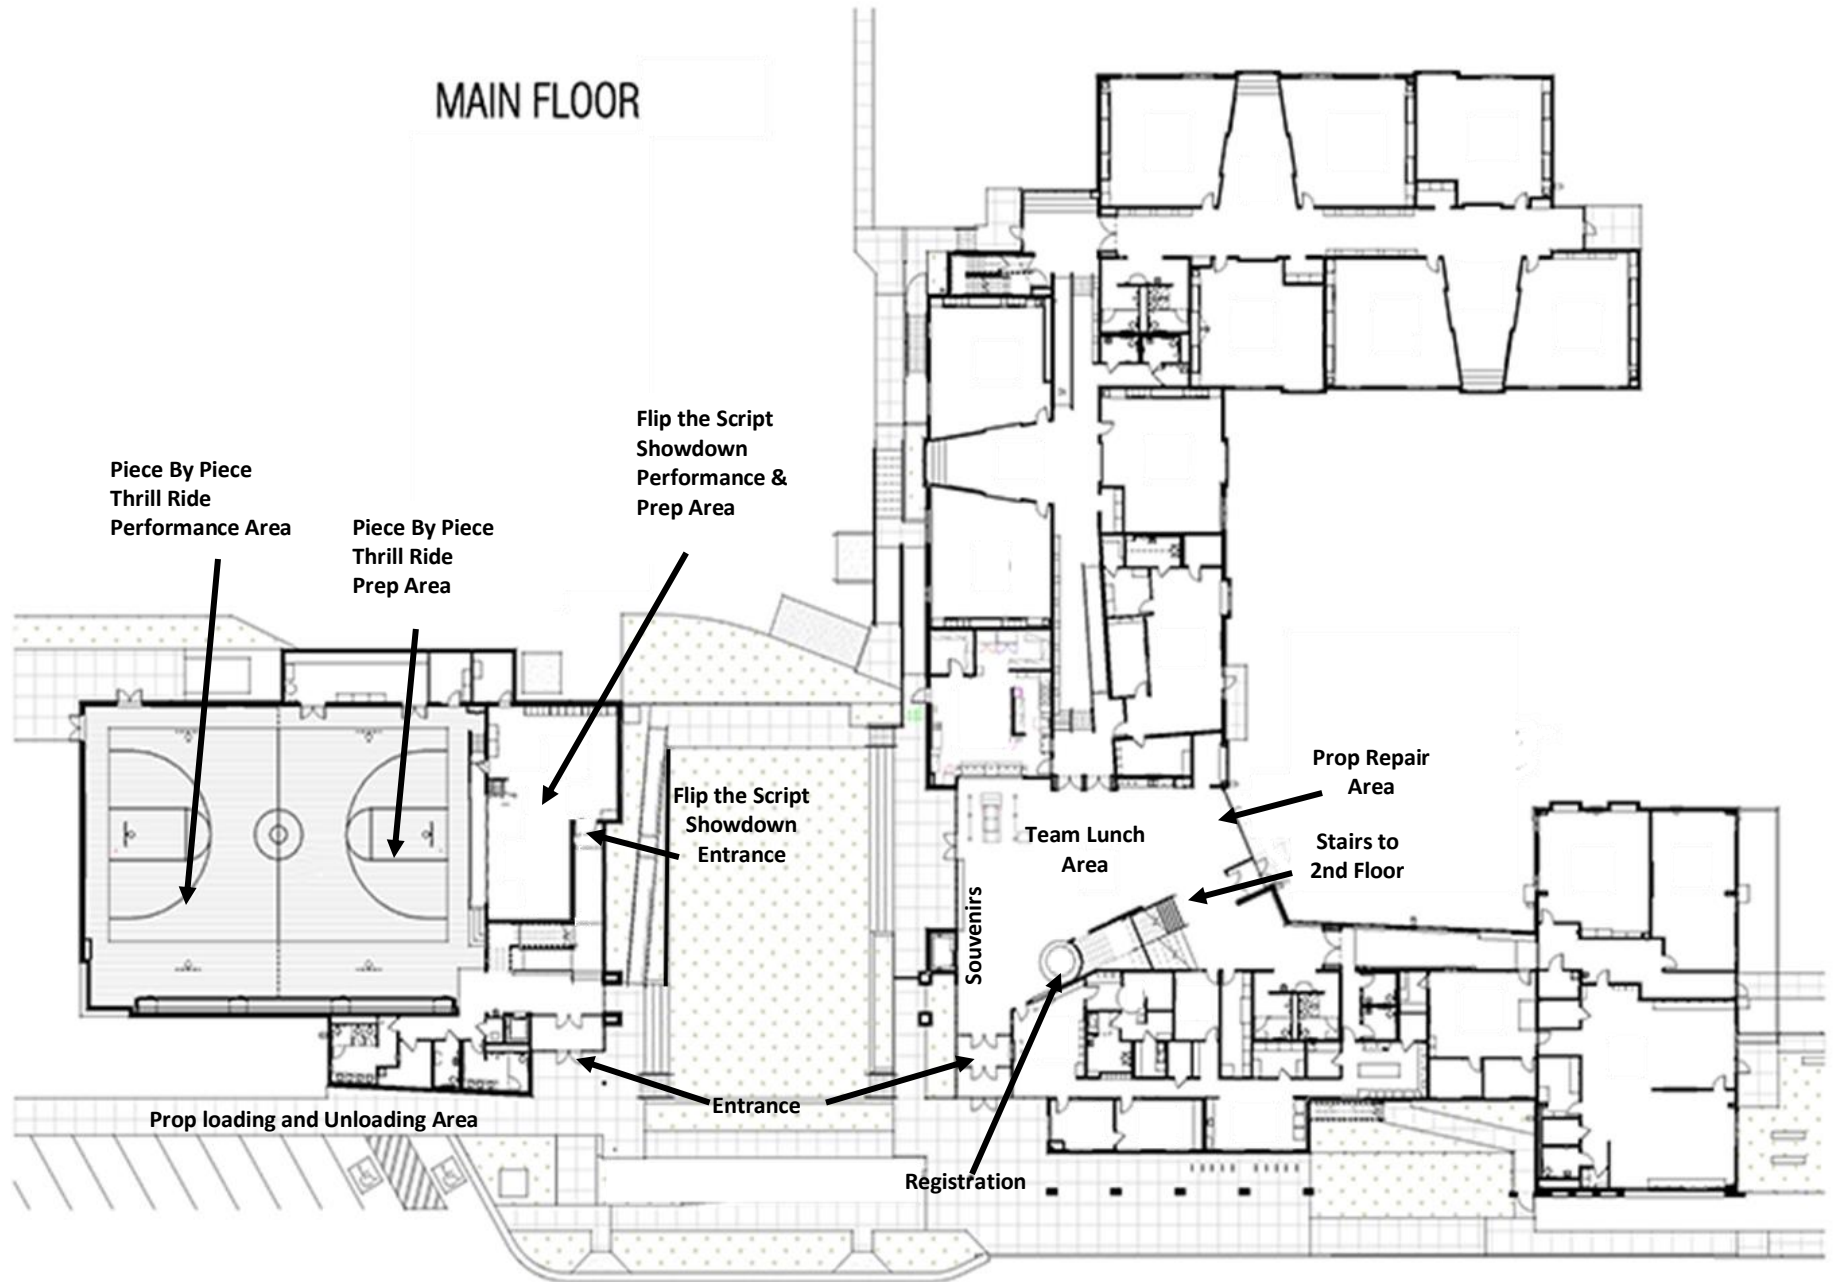 MAIN FLOOR
Flip the Script
Showdown
Performance &
Prep Area
Piece By Piece
Thrill Ride
Performance Area
Piece By Piece
Thrill Ride
Prep Area
Prop Repair
Area
Flip the Script
Showdown
Entrance
Team Lunch
Area
Stairs to
2nd Floor
Souvenirs
Entrance
Prop loading and Unloading Area
Registration